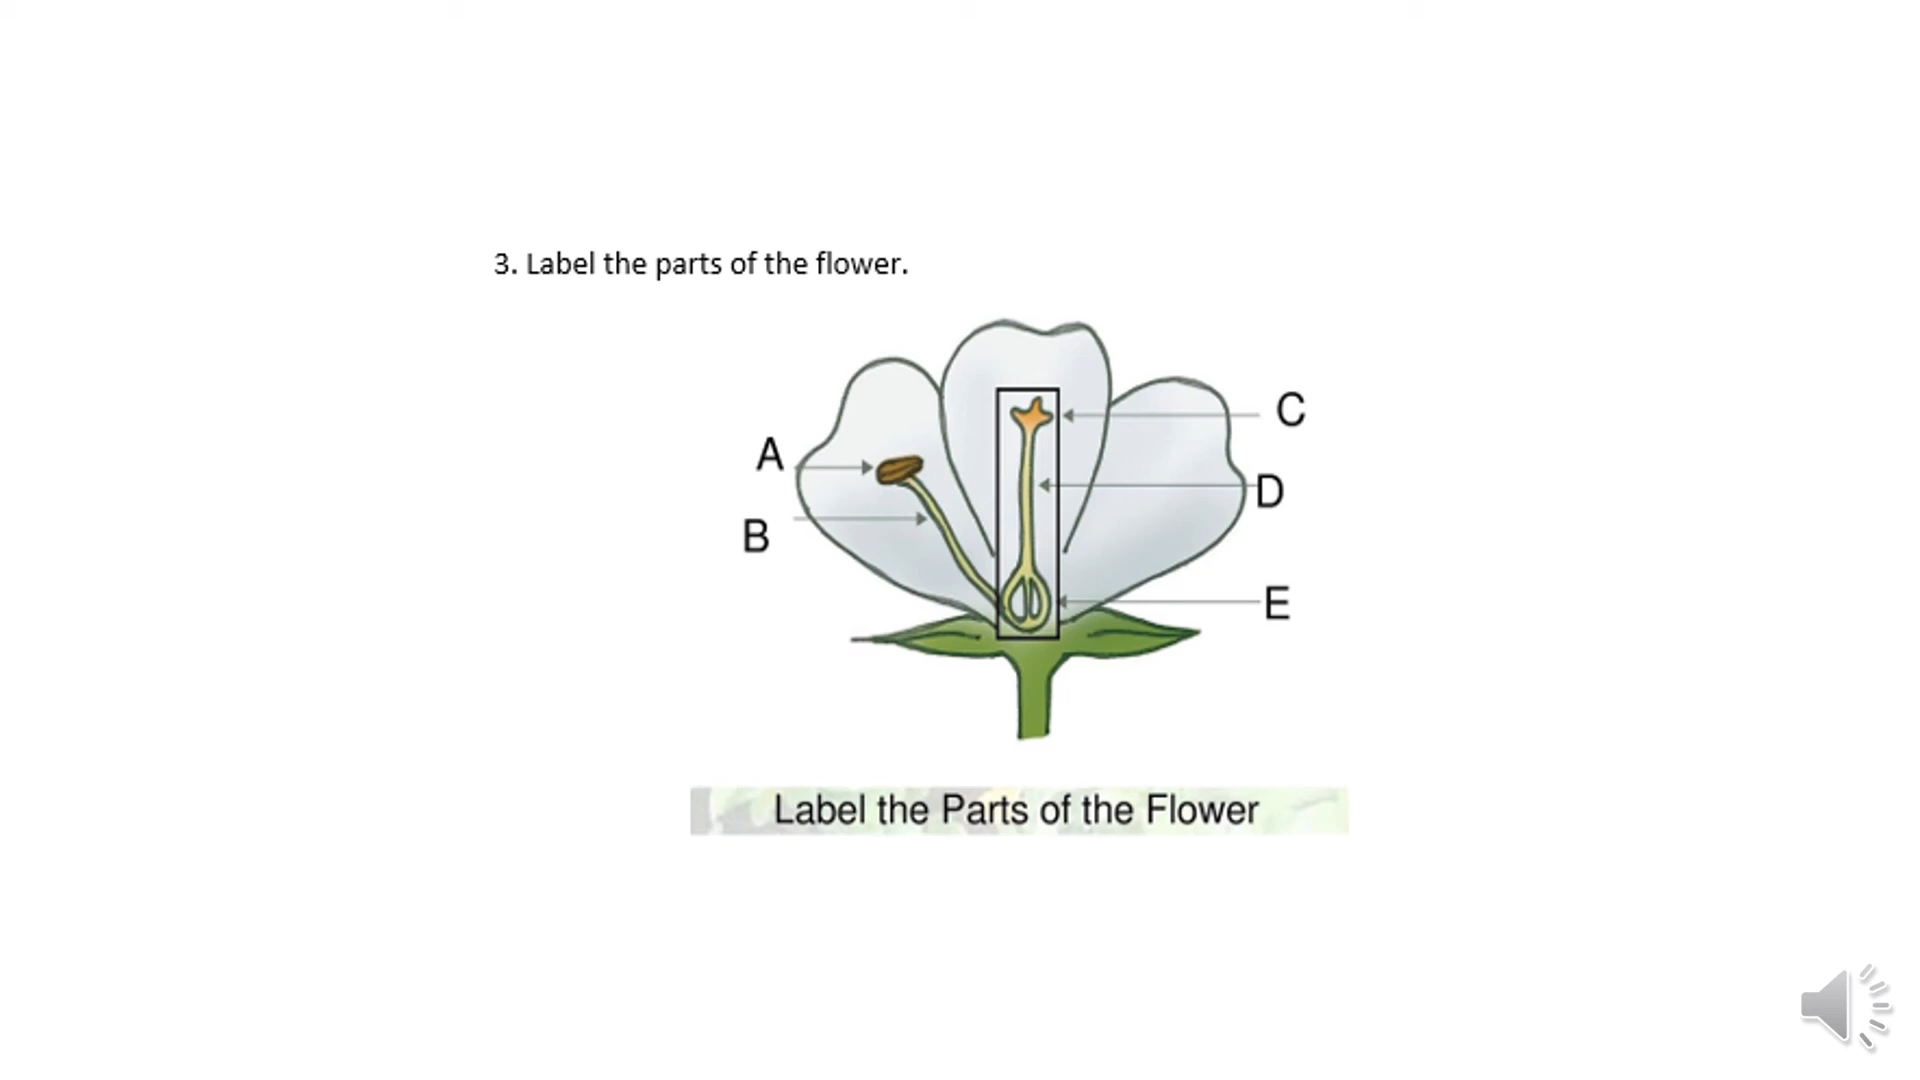 3. Label the parts of the flower.
C
A
D
B
E
Label the Parts of the Flower